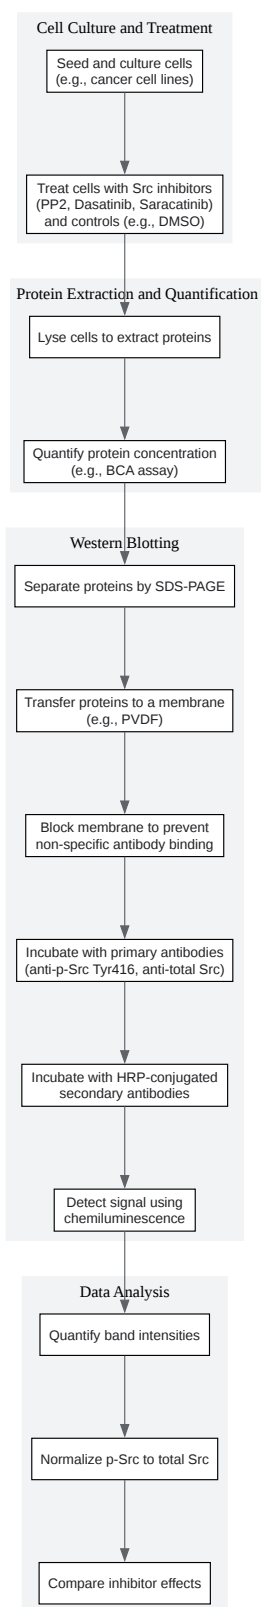 Cell Culture and Treatment
Seed and culture cells
(e.g., cancer cell lines)
Treat cells with Src inhibitors
(PP2, Dasatinib, Saracatinib)
and controls (e.g., DMSO)
Protein Extraction and Quantification
Lyse cells to extract proteins
Quantify protein concentration
(e.g., BCA assay)
Western Blotting
Separate proteins by SDS-PAGE
Transfer proteins to a membrane
(e.g., PVDF)
Block membrane to prevent
non-specific antibody binding
Incubate with primary antibodies
(anti-p-Src Tyr416, anti-total Src)
Incubate with HRP-conjugated
secondary antibodies
Detect signal using
chemiluminescence
Data Analysis
Quantify band intensities
Normalize p-Src to total Src
Compare inhibitor effects